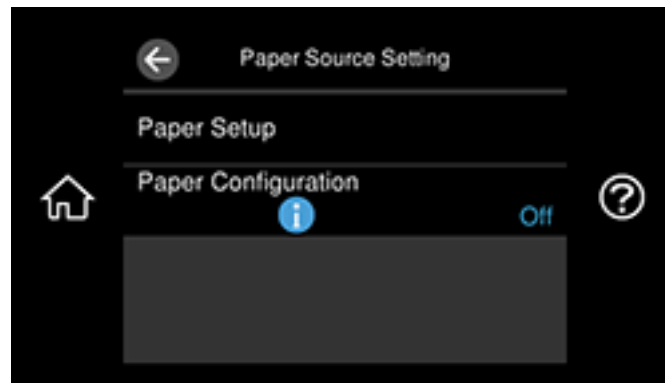 Paper Source Setting
Paper Setup
Paper Configuration
i
Off
?